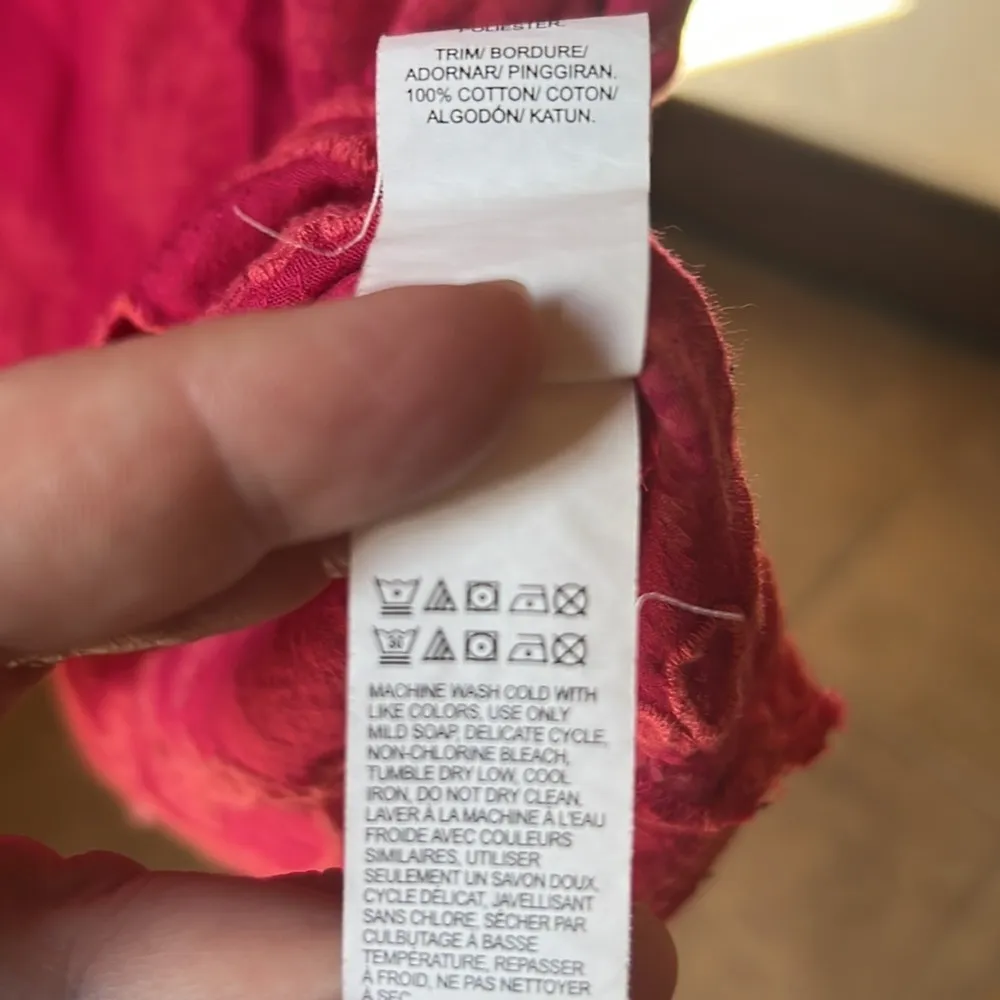 POLIESTER.
TRIM/ BORDURE/
ADORNAR/ PINGGIRAN.
100% COTTON/ COTON/
ALGODÓN/ KATUN.
30
MACHINE WASH COLD WITH
LIKE COLORS, USE ONLY
MILD SOAP, DELICATE CYCLE,
NON-CHLORINE BLEACH,
TUMBLE DRY LOW, COOL
IRON, DO NOT DRY CLEAN.
LAVER À LA MACHINE À L'EAU
FROIDE AVEC COULEURS
SIMILAIRES, UTILISER
SEULEMENT UN SAVON DOUX,
CYCLE DÉLICAT, JAVELLISANT
SANS CHLORE, SÉCHER PAR
CULBUTAGE À BASSE
TEMPÉRATURE, REPASSER
À FROID, NE PAS NETTOYER
À SEC